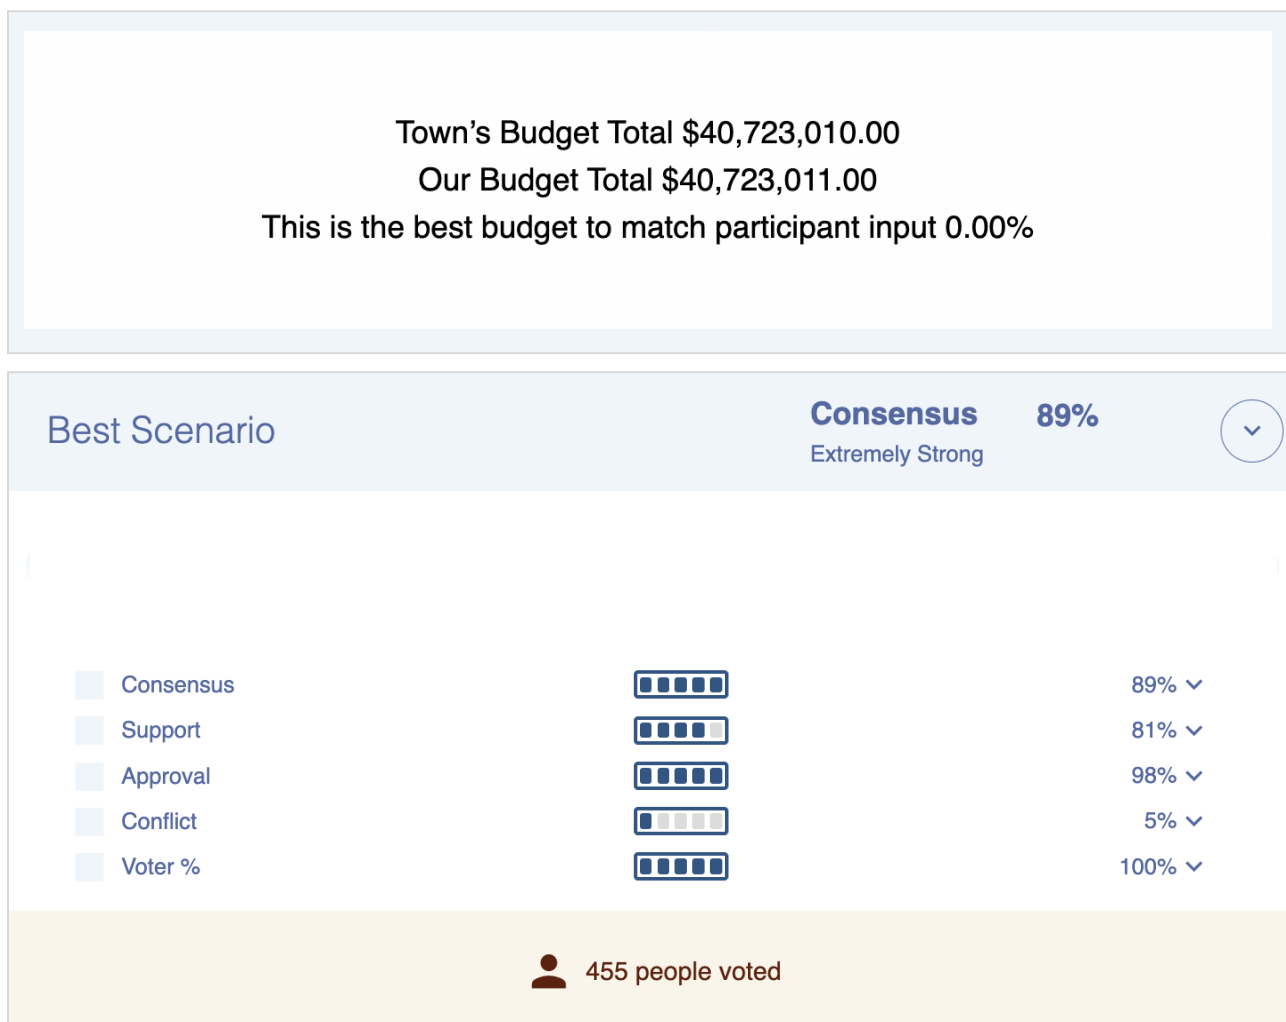 Town’s Budget Total $40,723,010.00
Our Budget Total $40,723,011.00
This is the best budget to match participant input 0.00%
Best Scenario
Consensus 89%
Extremely Strong
Consensus 89%
Support 81%
Approval 98%
Conflict 5%
Voter % 100%
455 people voted